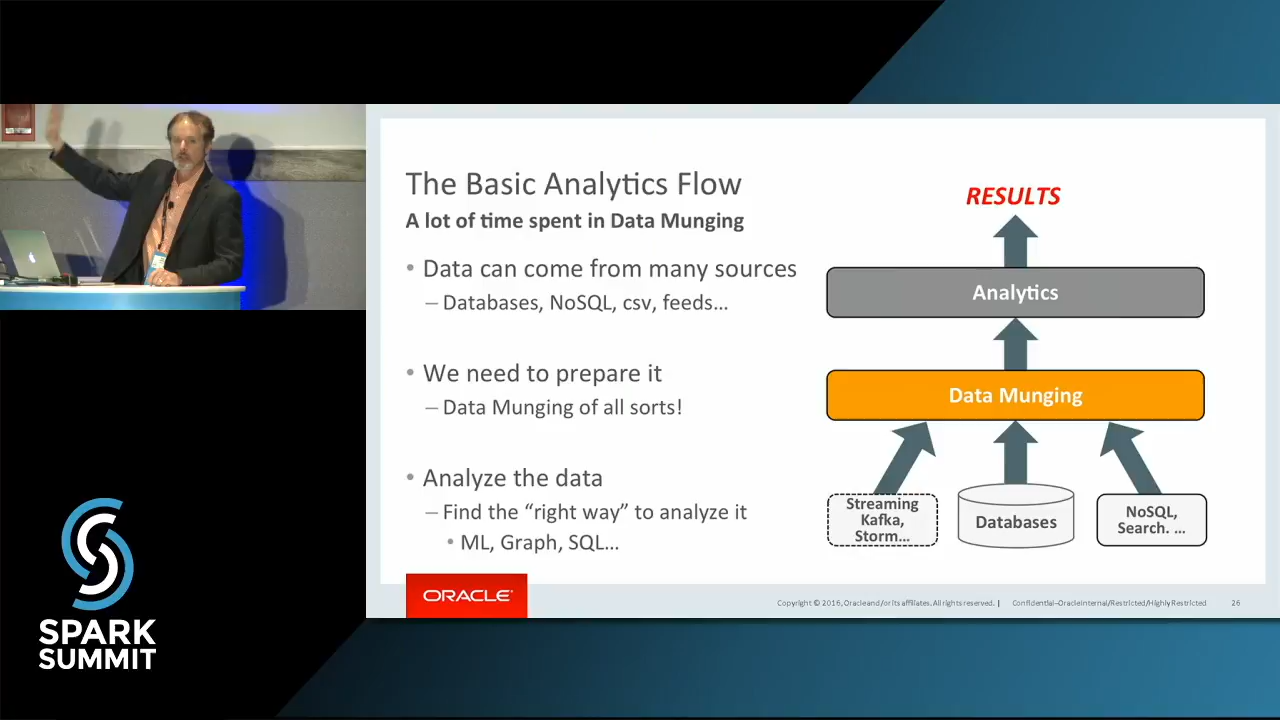 The Basic Analytics Flow
A lot of time spent in Data Munging
• Data can come from many sources
– Databases, NoSQL, csv, feeds…
• We need to prepare it
– Data Munging of all sorts!
• Analyze the data
– Find the “right way” to analyze it
• ML, Graph, SQL…
RESULTS
Analytics
Data Munging
Streaming
Kafka,
Storm…
Databases
NoSQL,
Search. …
ORACLE
Copyright © 2016, Oracle and/or its affiliates. All rights reserved. | Confidential – Oracle Internal/Restricted/Highly Restricted 26
SPARK
SUMMIT